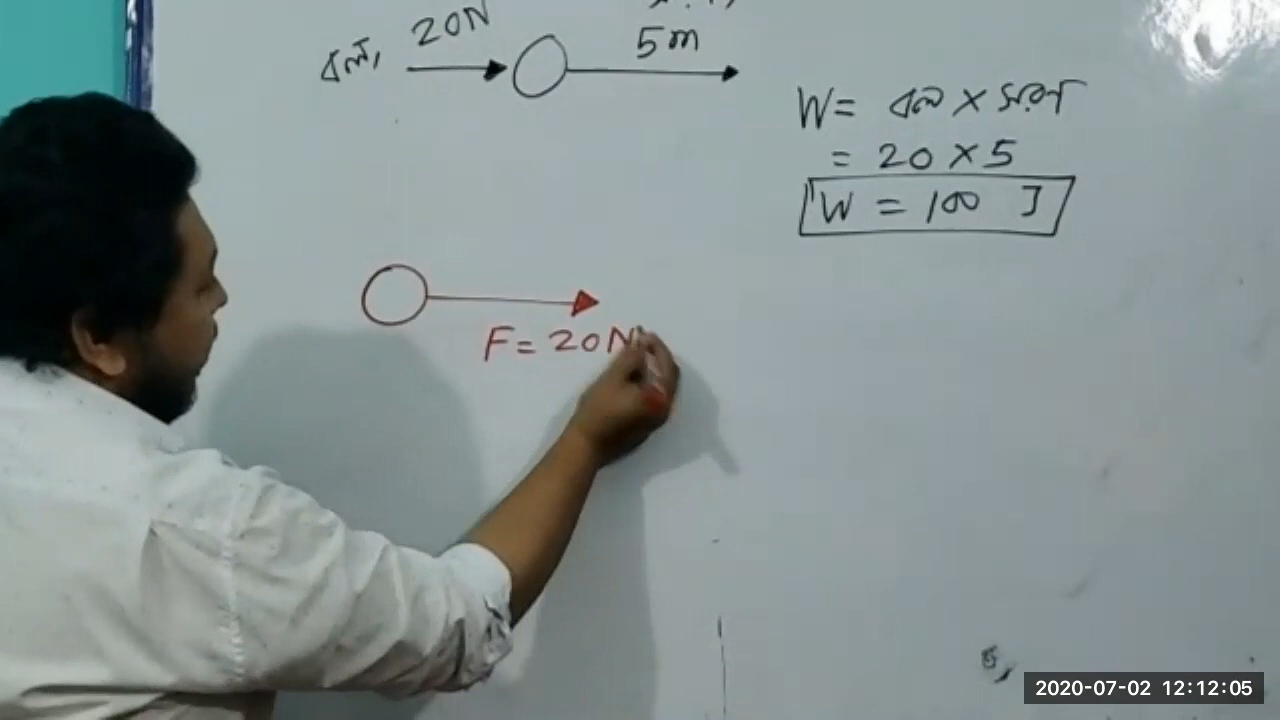 বল, 20N
5m
W = বল × সরণ
= 20 × 5
W = 100 J
F = 20N
2020-07-02 12:12:05